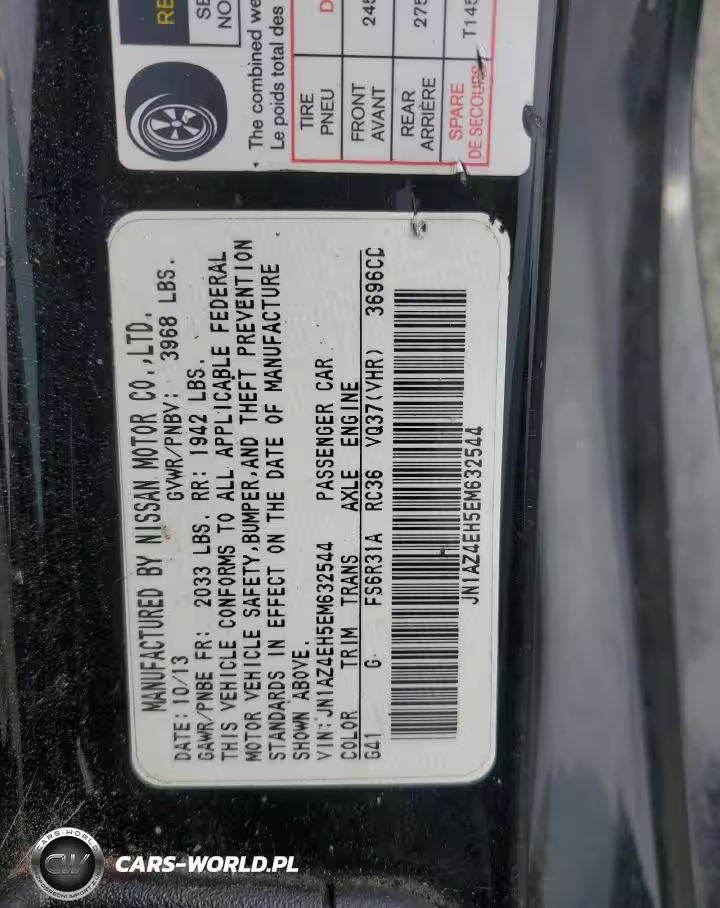 RE
SE
NO
• The combined we
Le poids total des
TIRE
PNEU
D
FRONT
AVANT
245
REAR
ARRIÈRE
275
SPARE
DE SECOURS
T145
MANUFACTURED BY NISSAN MOTOR CO.,LTD.
DATE: 10/13 GVWR/PNBV: 3968 LBS.
GAWR/PNBE FR: 2033 LBS. RR: 1942 LBS.
THIS VEHICLE CONFORMS TO ALL APPLICABLE FEDERAL
MOTOR VEHICLE SAFETY,BUMPER,AND THEFT PREVENTION
STANDARDS IN EFFECT ON THE DATE OF MANUFACTURE
SHOWN ABOVE.
VIN:JN1AZ4EH5EM632544 PASSENGER CAR
COLOR TRIM TRANS AXLE ENGINE
G41 G FS6R31A RC36 VQ37(VHR) 3696CC
JN1AZ4EH5EM632544
CARS-WORLD
CW
CARS-WORLD.PL